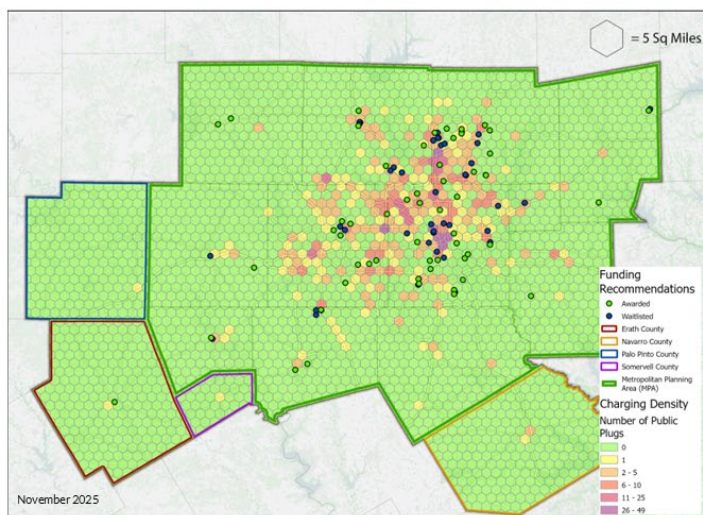 = 5 Sq Miles
Funding
Recommendations
Awarded
Waitlisted
Erath County
Navarro County
Palo Pinto County
Somervell County
Metropolitan Planning
Area (MPA)
Charging Density
Number of Public
Plugs
0
1
2 - 5
6 - 10
11 - 25
26 - 49
November 2025